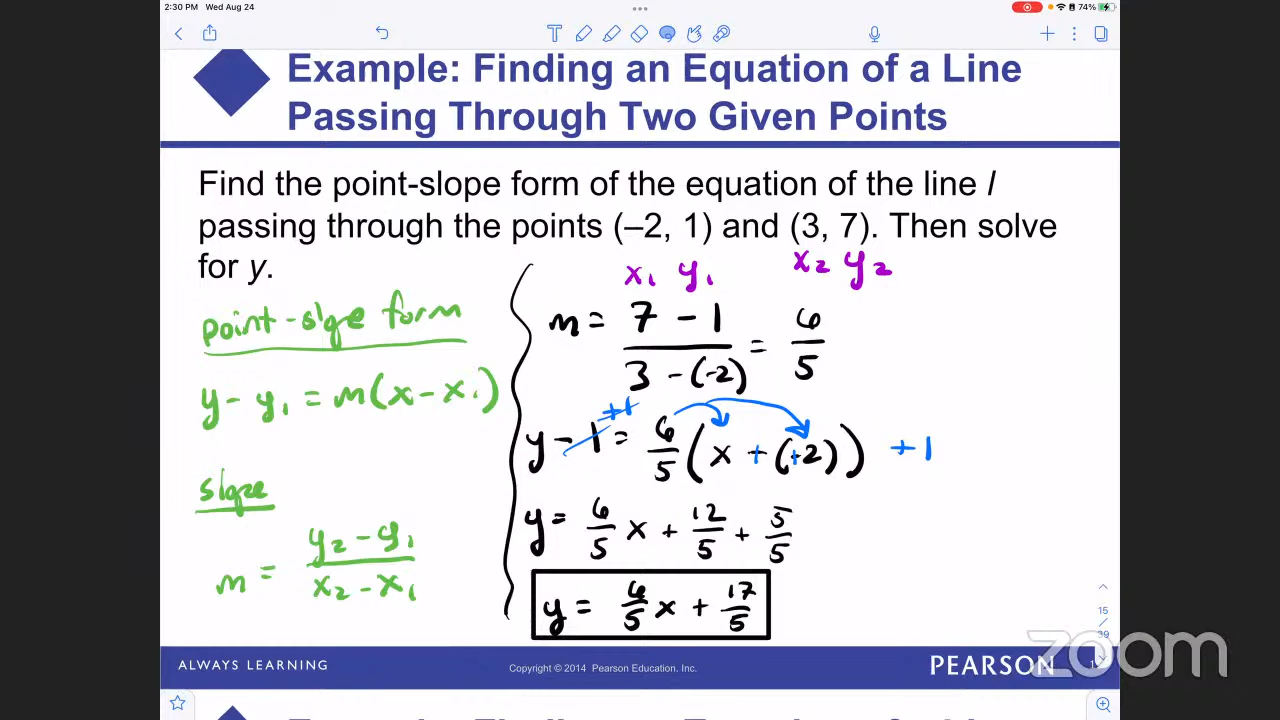 2:30 PM Wed Aug 24
74%
Example: Finding an Equation of a Line
Passing Through Two Given Points
Find the point-slope form of the equation of the line l
passing through the points (–2, 1) and (3, 7). Then solve
for y.
x₁ y₁ x₂ y₂
point-slope form
y - y₁ = m(x - x₁)
slope
m = (y₂ - y₁)/(x₂ - x₁)
m = (7 - 1)/(3 - (-2)) = 6/5
+1
y - 1 = 6/5 (x + (+2)) + 1
y = 6/5 x + 12/5 + 5/5
y = 6/5 x + 17/5
15
/
39
ALWAYS LEARNING
Copyright © 2014 Pearson Education, Inc.
PEARSON
zoom